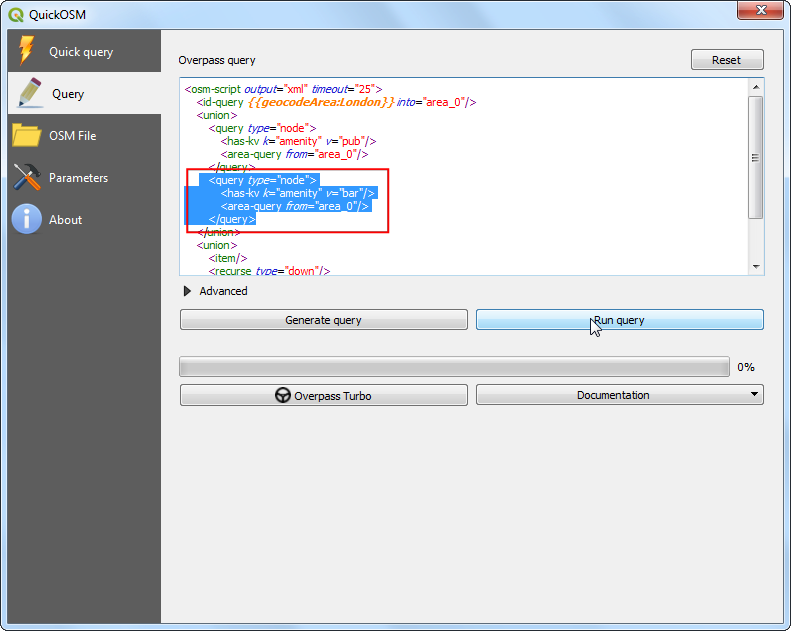 QuickOSM
Quick query
Query
OSM File
Parameters
About
Overpass query
Reset
<osm-script output="xml" timeout="25">
<id-query {{geocodeArea:London}} into="area_0"/>
<union>
<query type="node">
<has-kv k="amenity" v="pub"/>
<area-query from="area_0"/>
</query>
<query type="node">
<has-kv k="amenity" v="bar"/>
<area-query from="area_0"/>
</query>
</union>
<union>
<item/>
<recurse type="down"/>
Advanced
Generate query
Run query
0%
Overpass Turbo
Documentation